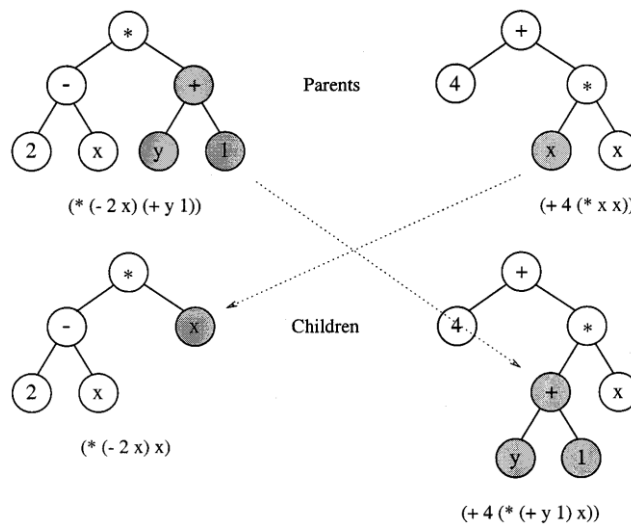 * +
- + Parents 4 *
2 x y 1 x x
(* (- 2 x) (+ y 1)) (+ 4 (* x x))
* +
- x Children 4 *
2 x + x
(* (- 2 x) x) y 1
(+ 4 (* (+ y 1) x))